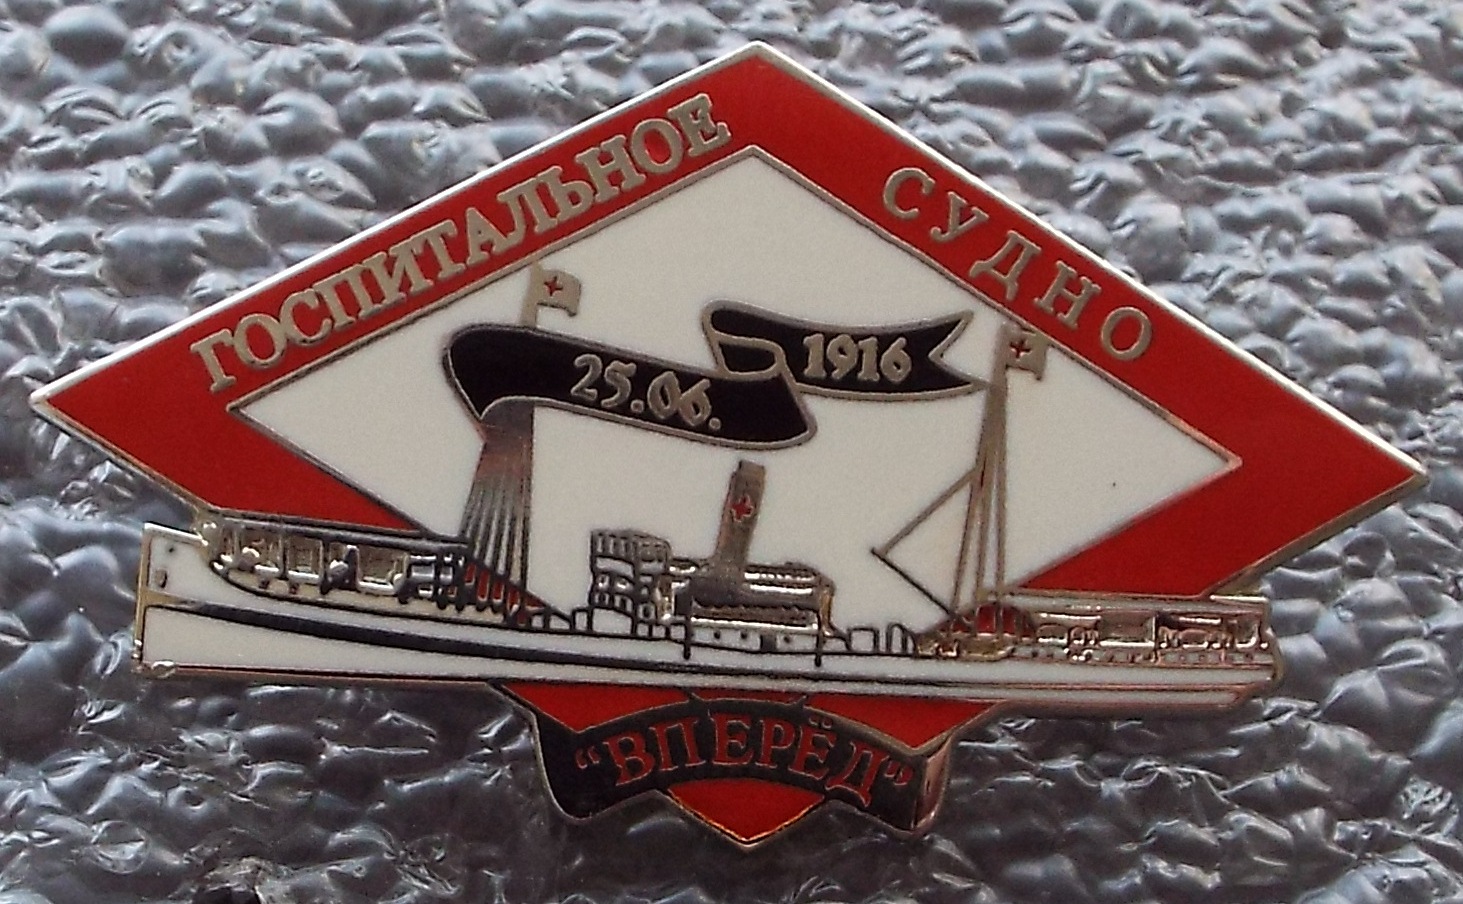 ГОСПИТАЛЬНОЕ СУДНО
25.06. 1916
"ВПЕРЁД"